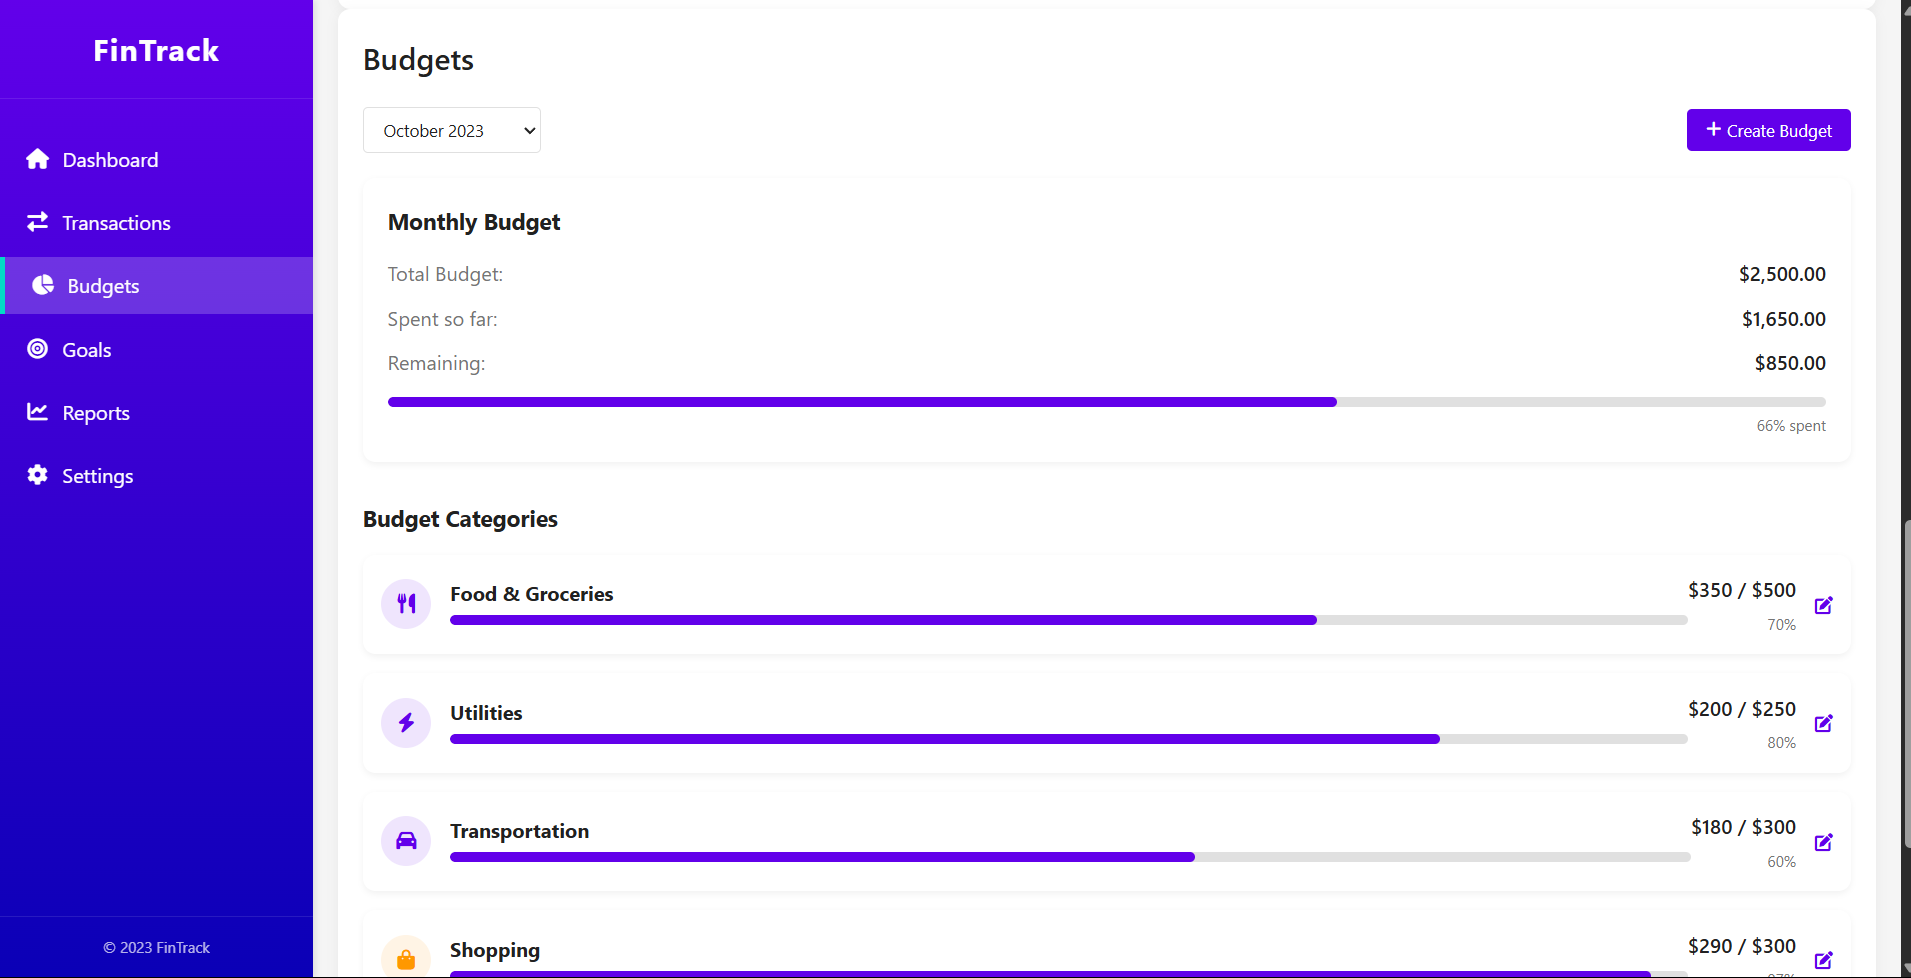 FinTrack
Dashboard
Transactions
Budgets
Goals
Reports
Settings
© 2023 FinTrack
Budgets
October 2023
Create Budget
Monthly Budget
Total Budget: $2,500.00
Spent so far: $1,650.00
Remaining: $850.00
66% spent
Budget Categories
Food & Groceries $350 / $500
70%
Utilities $200 / $250
80%
Transportation $180 / $300
60%
Shopping $290 / $300